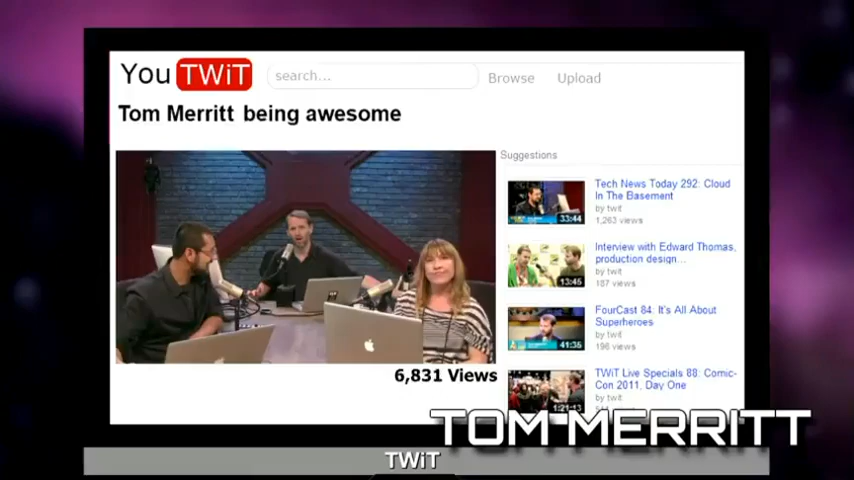 You TWiT
search...
Browse
Upload
Tom Merritt being awesome
Suggestions
Tech News Today 292: Cloud
In The Basement
by twit
1,263 views
33:44
Interview with Edward Thomas,
production design...
by twit
187 views
13:45
FourCast 84: It's All About
Superheroes
by twit
196 views
41:35
TWiT Live Specials 88: Comic-
Con 2011, Day One
by twit
1:21:13
6,831 Views
TOM MERRITT
TWiT